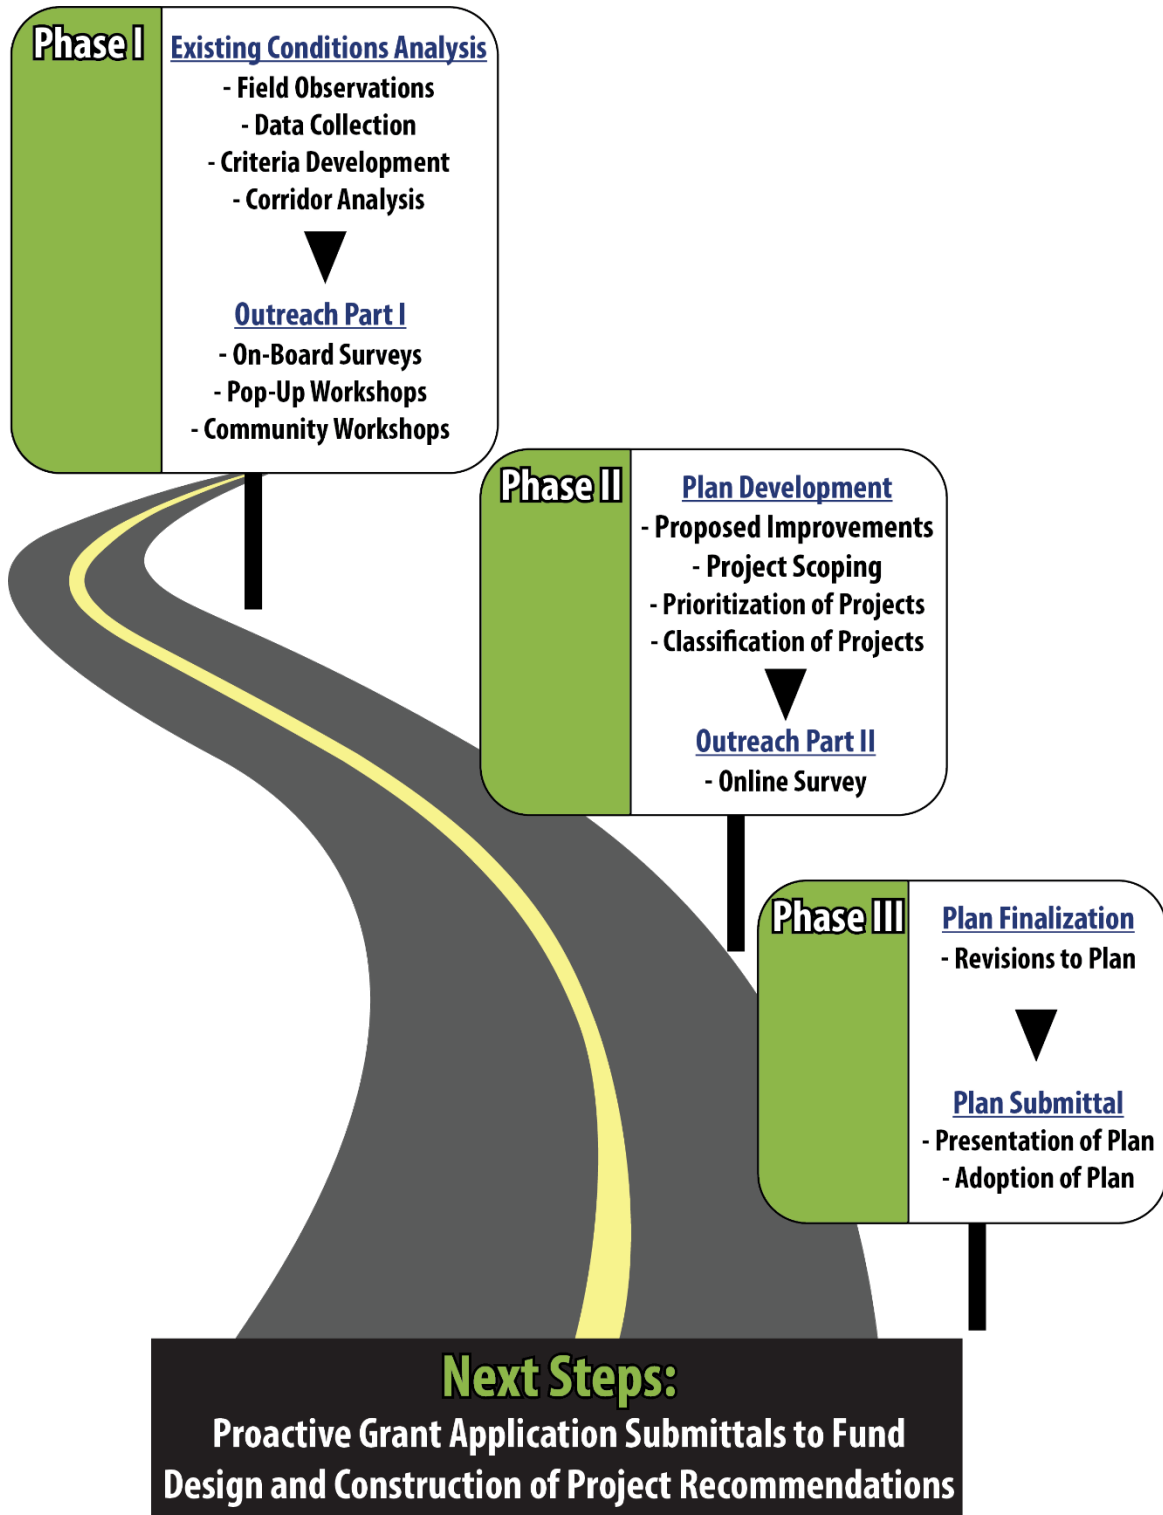 Phase I
Existing Conditions Analysis
- Field Observations
- Data Collection
- Criteria Development
- Corridor Analysis
Outreach Part I
- On-Board Surveys
- Pop-Up Workshops
- Community Workshops
Phase II
Plan Development
- Proposed Improvements
- Project Scoping
- Prioritization of Projects
- Classification of Projects
Outreach Part II
- Online Survey
Phase III
Plan Finalization
- Revisions to Plan
Plan Submittal
- Presentation of Plan
- Adoption of Plan
Next Steps:
Proactive Grant Application Submittals to Fund
Design and Construction of Project Recommendations